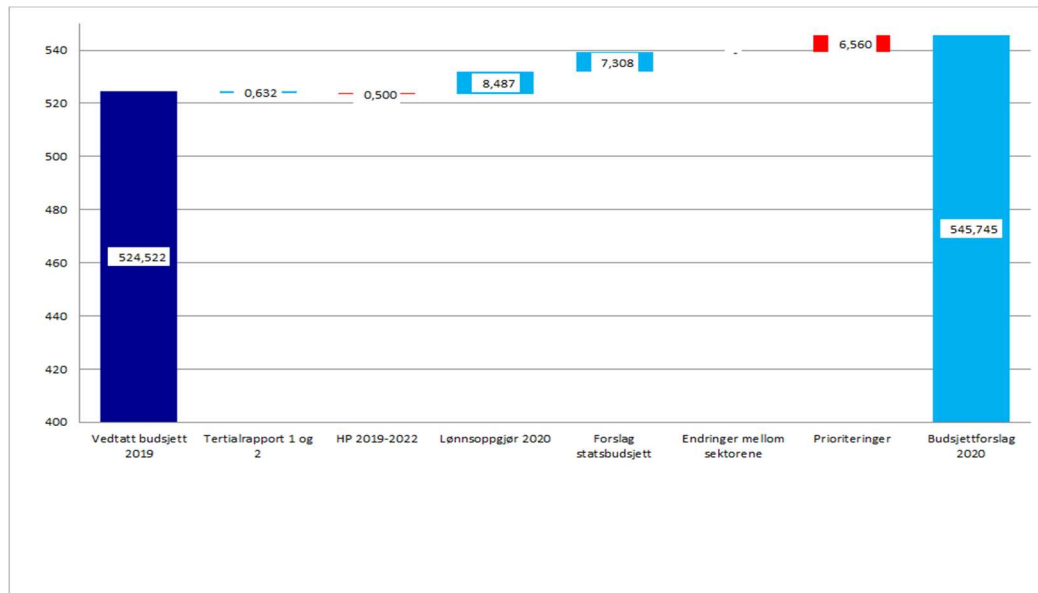 540
520
500
480
460
440
420
400
524,522
0,632
0,500
8,487
7,308
-
6,560
545,745
Vedtatt budsjett
2019
Tertialrapport 1 og
2
HP 2019-2022
Lønnsoppgjør 2020
Forslag
statsbudsjett
Endringer mellom
sektorene
Prioriteringer
Budsjettforslag
2020